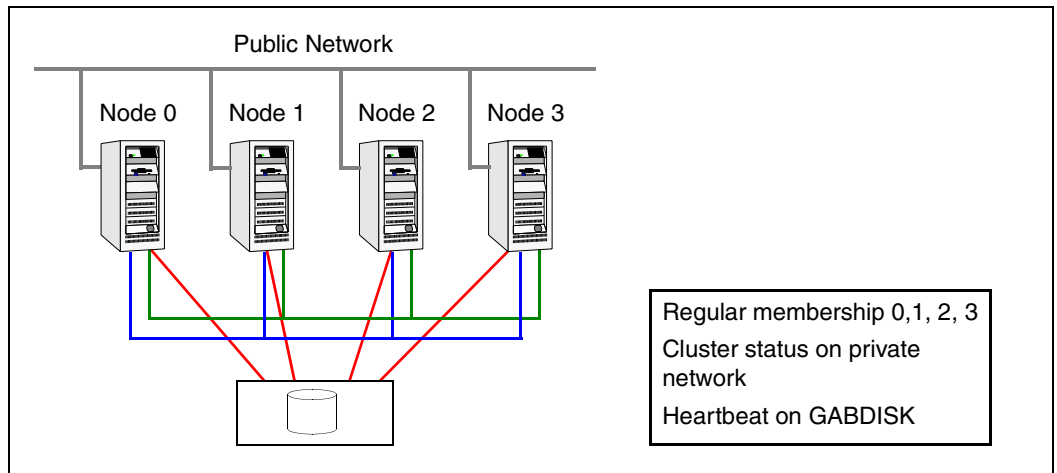 Public Network
Node 0 Node 1 Node 2 Node 3
Regular membership 0,1, 2, 3
Cluster status on private
network
Heartbeat on GABDISK